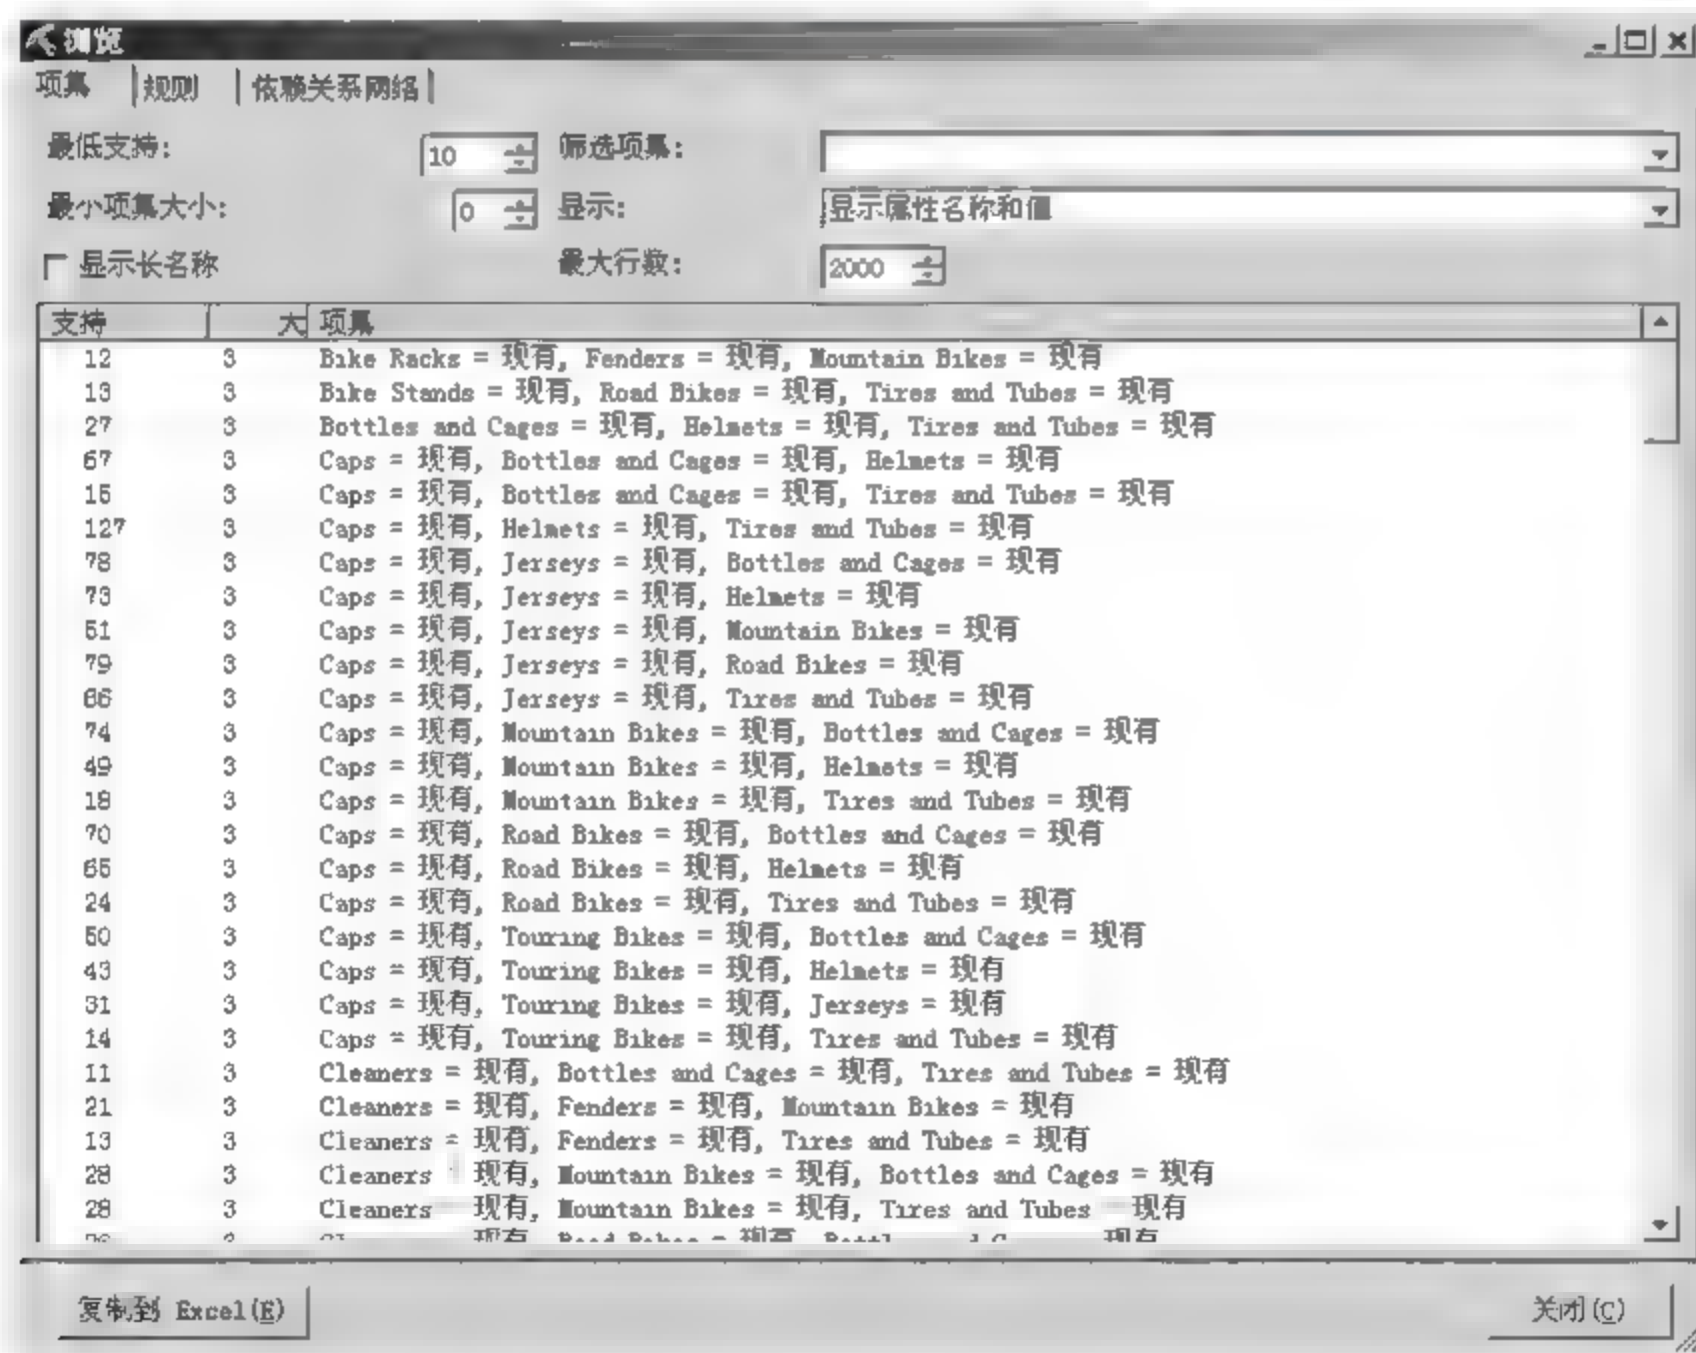 浏览
项集 规则 依赖关系网络
最低支持: 10 筛选项集:
最小项集大小: 0 显示: 显示属性名称和值
显示长名称 最大行数: 2000
支持 大 项集
12 3 Bike Racks = 现有, Fenders = 现有, Mountain Bikes = 现有
13 3 Bike Stands = 现有, Road Bikes = 现有, Tires and Tubes = 现有
27 3 Bottles and Cages = 现有, Helmets = 现有, Tires and Tubes = 现有
67 3 Caps = 现有, Bottles and Cages = 现有, Helmets = 现有
15 3 Caps = 现有, Bottles and Cages = 现有, Tires and Tubes = 现有
127 3 Caps = 现有, Helmets = 现有, Tires and Tubes = 现有
78 3 Caps = 现有, Jerseys = 现有, Bottles and Cages = 现有
73 3 Caps = 现有, Jerseys = 现有, Helmets = 现有
51 3 Caps = 现有, Jerseys = 现有, Mountain Bikes = 现有
79 3 Caps = 现有, Jerseys = 现有, Road Bikes = 现有
3 Caps = 现有, Jerseys = 现有, Tires and Tubes = 现有
74 3 Caps = 现有, Mountain Bikes = 现有, Bottles and Cages = 现有
49 3 Caps = 现有, Mountain Bikes = 现有, Helmets = 现有
18 3 Caps = 现有, Mountain Bikes = 现有, Tires and Tubes = 现有
70 3 Caps = 现有, Road Bikes = 现有, Bottles and Cages = 现有
65 3 Caps = 现有, Road Bikes = 现有, Helmets = 现有
24 3 Caps = 现有, Road Bikes = 现有, Tires and Tubes = 现有
50 3 Caps = 现有, Touring Bikes = 现有, Bottles and Cages = 现有
43 3 Caps = 现有, Touring Bikes = 现有, Helmets = 现有
31 3 Caps = 现有, Touring Bikes = 现有, Jerseys = 现有
14 3 Caps = 现有, Touring Bikes = 现有, Tires and Tubes = 现有
11 3 Cleaners = 现有, Bottles and Cages = 现有, Tires and Tubes = 现有
21 3 Cleaners = 现有, Fenders = 现有, Mountain Bikes = 现有
13 3 Cleaners = 现有, Fenders = 现有, Tires and Tubes = 现有
28 3 Cleaners 现有, Mountain Bikes = 现有, Bottles and Cages = 现有
28 3 Cleaners 现有, Mountain Bikes = 现有, Tires and Tubes 现有
复制到 Excel(E) 关闭(C)